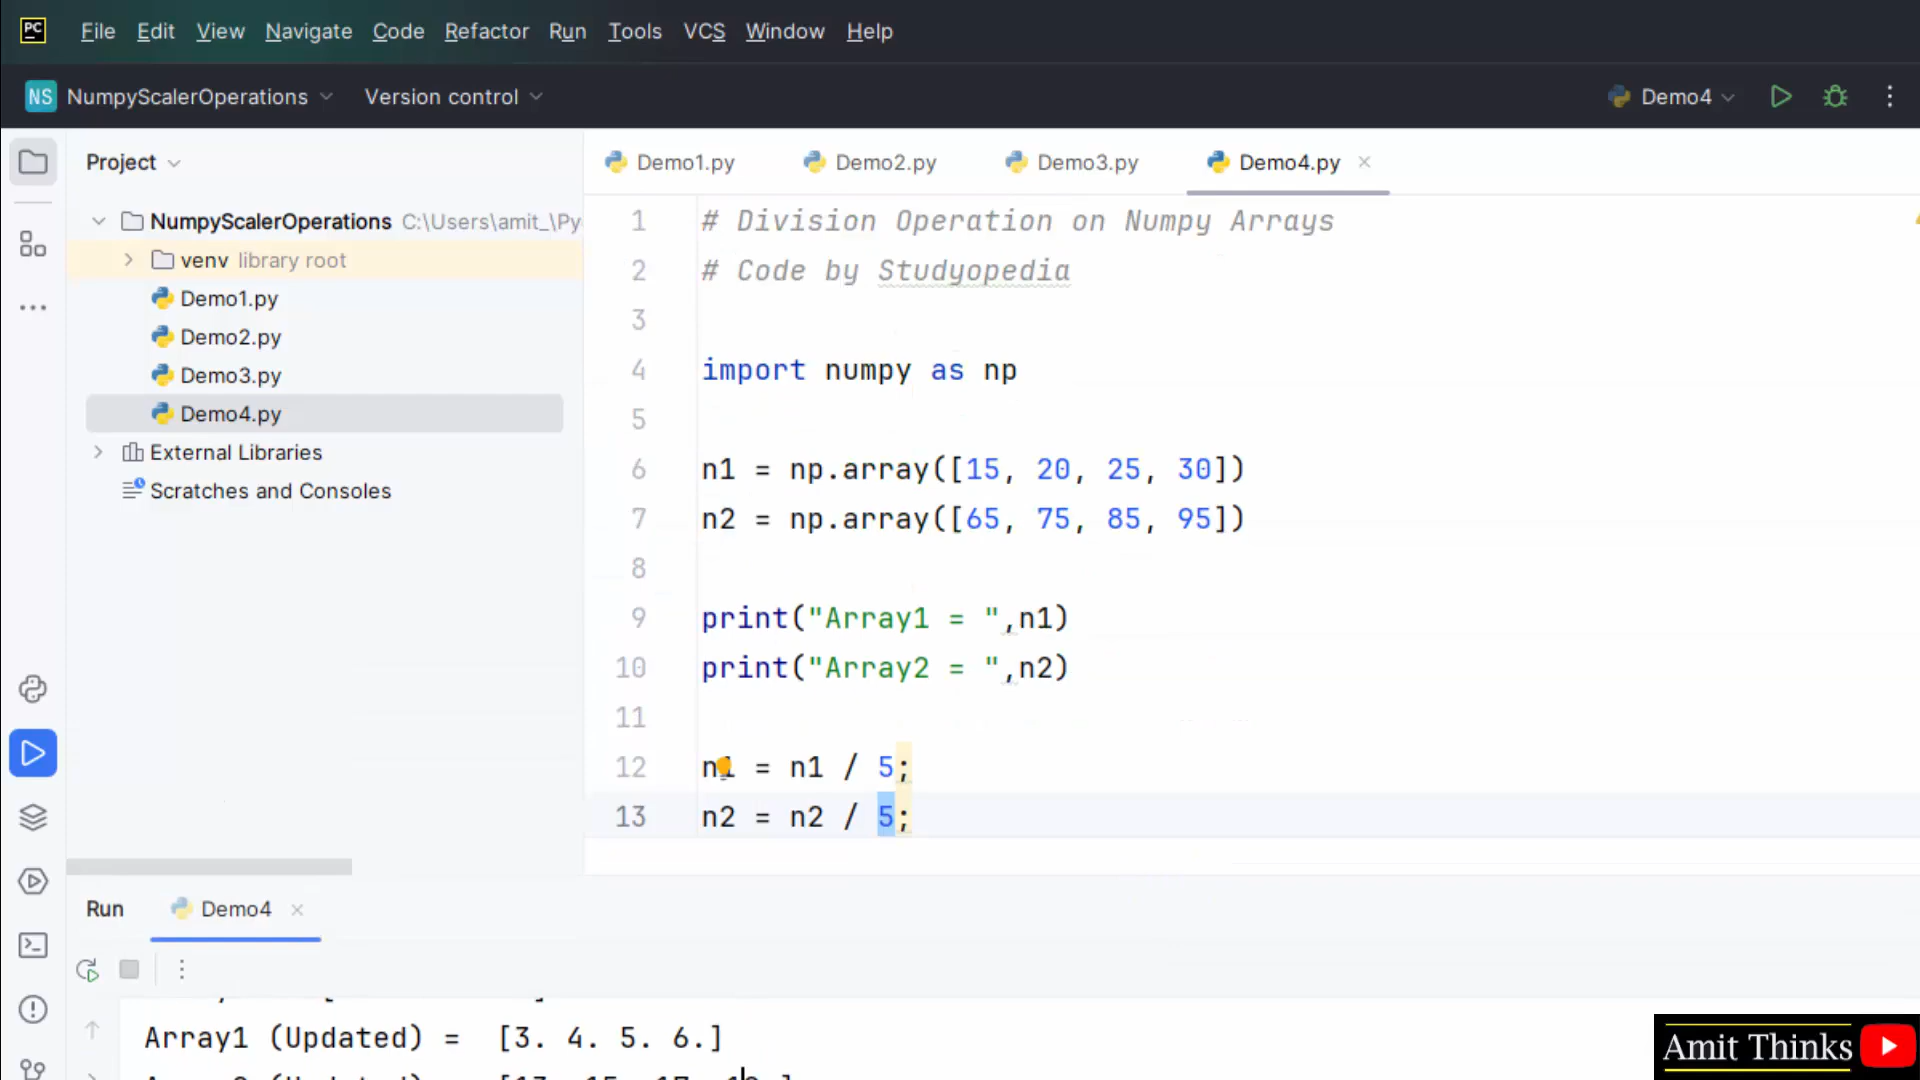 PC File Edit View Navigate Code Refactor Run Tools VCS Window Help
NS NumpyScalerOperations Version control Demo4
Project
Demo1.py Demo2.py Demo3.py Demo4.py
NumpyScalerOperations C:\Users\amit_\Py
venv library root
Demo1.py
Demo2.py
Demo3.py
Demo4.py
External Libraries
Scratches and Consoles
1 # Division Operation on Numpy Arrays
2 # Code by Studyopedia
3
4 import numpy as np
5
6 n1 = np.array([15, 20, 25, 30])
7 n2 = np.array([65, 75, 85, 95])
8
9 print("Array1 = ",n1)
10 print("Array2 = ",n2)
11
12 n1 = n1 / 5;
13 n2 = n2 / 5;
Run Demo4
Array1 (Updated) = [3. 4. 5. 6.]
Amit Thinks